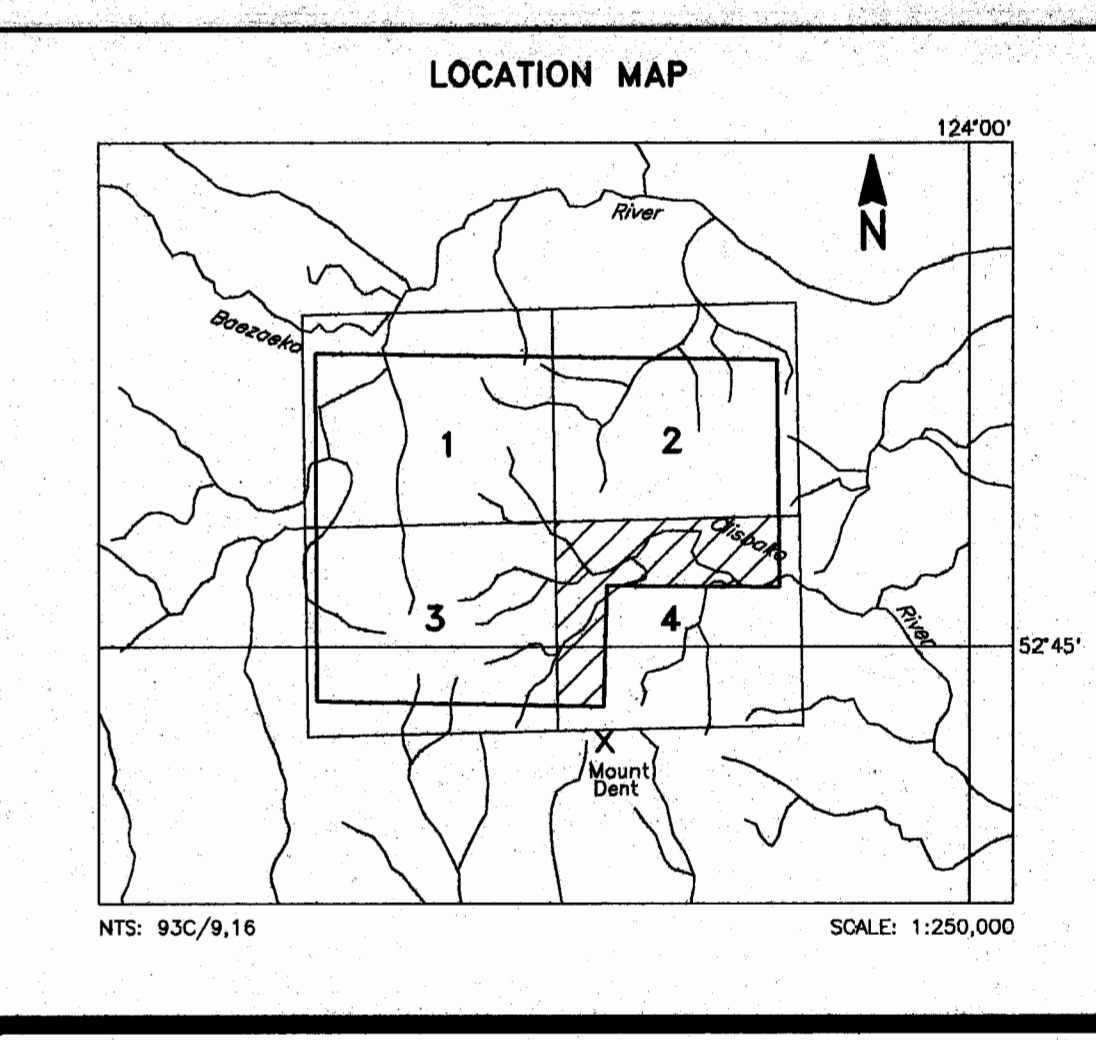 LOCATION MAP
124°00'
N
River
Baezaeko
1
2
Clisbako
3
4
River
52°45'
X
Mount
Dent
NTS: 93C/9,16
SCALE: 1:250,000